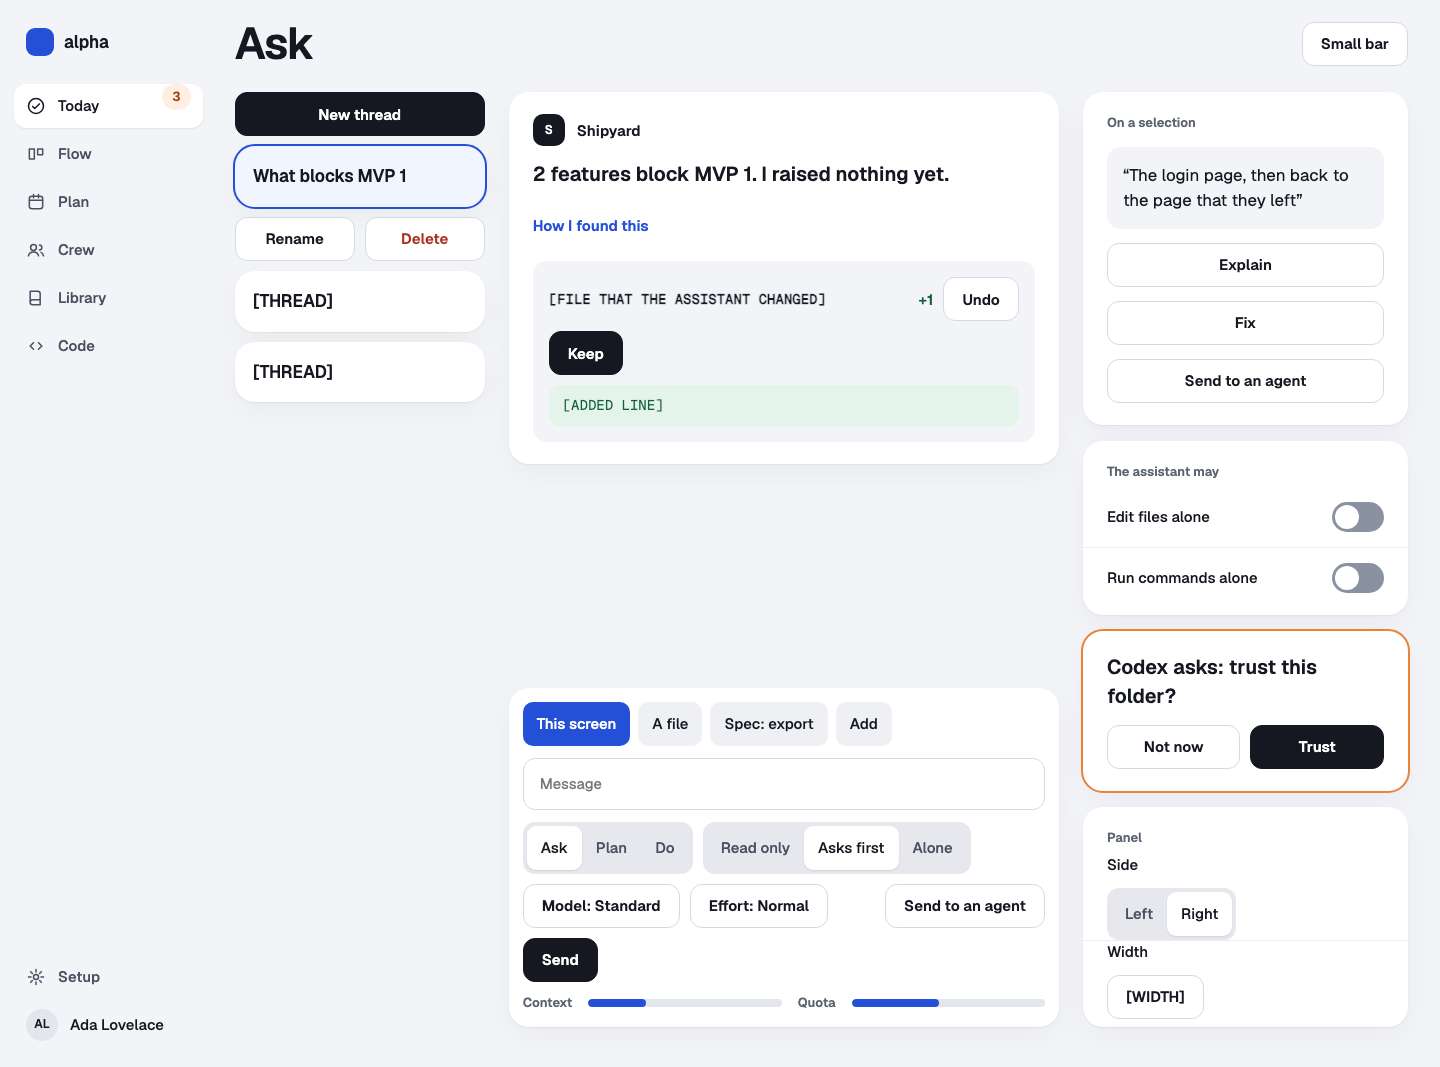 alpha
Today
3
Flow
Plan
Crew
Library
Code
Setup
AL
Ada Lovelace
Ask
Small bar
New thread
What blocks MVP 1
Rename
Delete
[THREAD]
[THREAD]
S
Shipyard
2 features block MVP 1. I raised nothing yet.
How I found this
[FILE THAT THE ASSISTANT CHANGED]
+1
Undo
Keep
[ADDED LINE]
This screen
A file
Spec: export
Add
Message
Ask
Plan
Do
Read only
Asks first
Alone
Model: Standard
Effort: Normal
Send to an agent
Send
Context
Quota
On a selection
“The login page, then back to
the page that they left”
Explain
Fix
Send to an agent
The assistant may
Edit files alone
Run commands alone
Codex asks: trust this
folder?
Not now
Trust
Panel
Side
Left
Right
Width
[WIDTH]